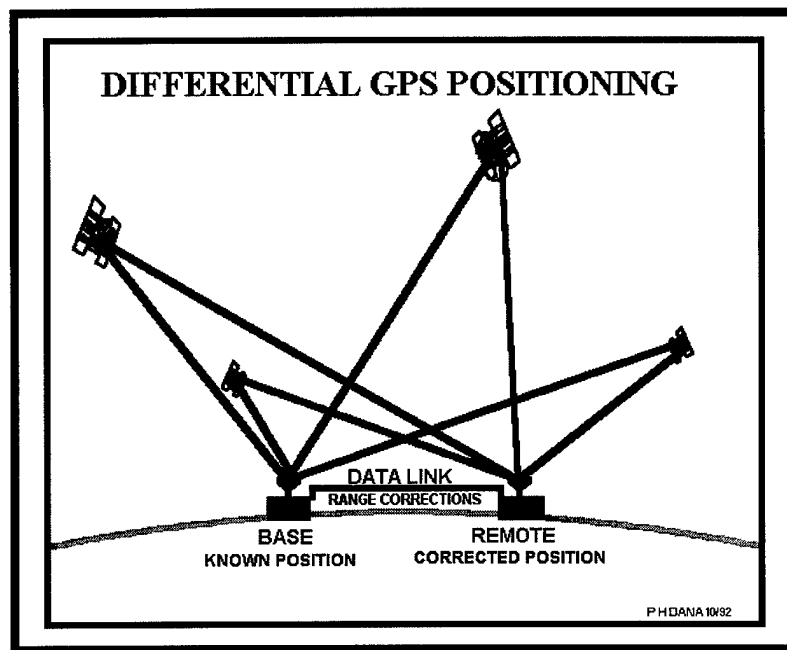 DIFFERENTIAL GPS POSITIONING
DATA LINK
RANGE CORRECTIONS
BASE
KNOWN POSITION
REMOTE
CORRECTED POSITION
P H DANA 10/92